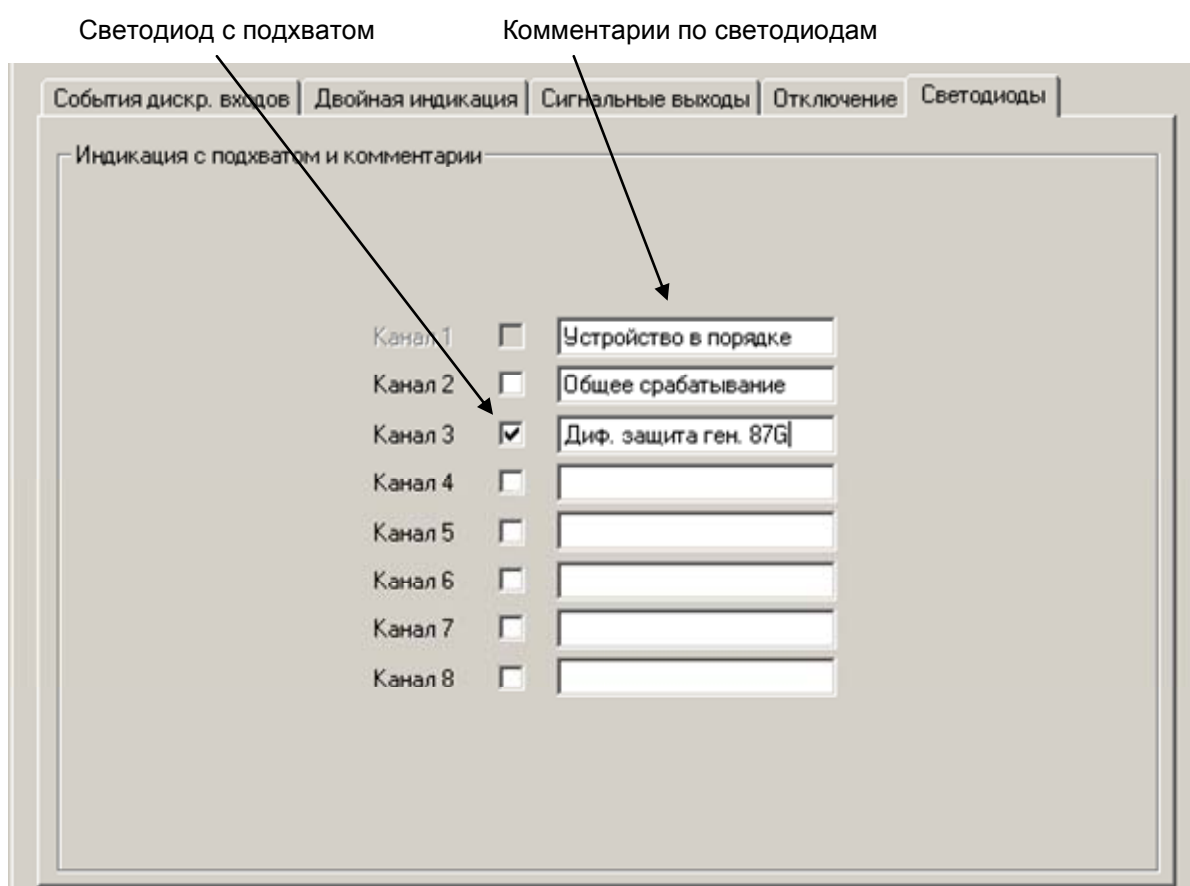 Светодиод с подхватом Комментарии по светодиодам
События дискр. входов Двойная индикация Сигнальные выходы Отключение Светодиоды
Индикация с подхватом и комментарии
Канал 1 Устройство в порядке
Канал 2 Общее срабатывание
Канал 3 Диф. защита ген. 87G
Канал 4
Канал 5
Канал 6
Канал 7
Канал 8